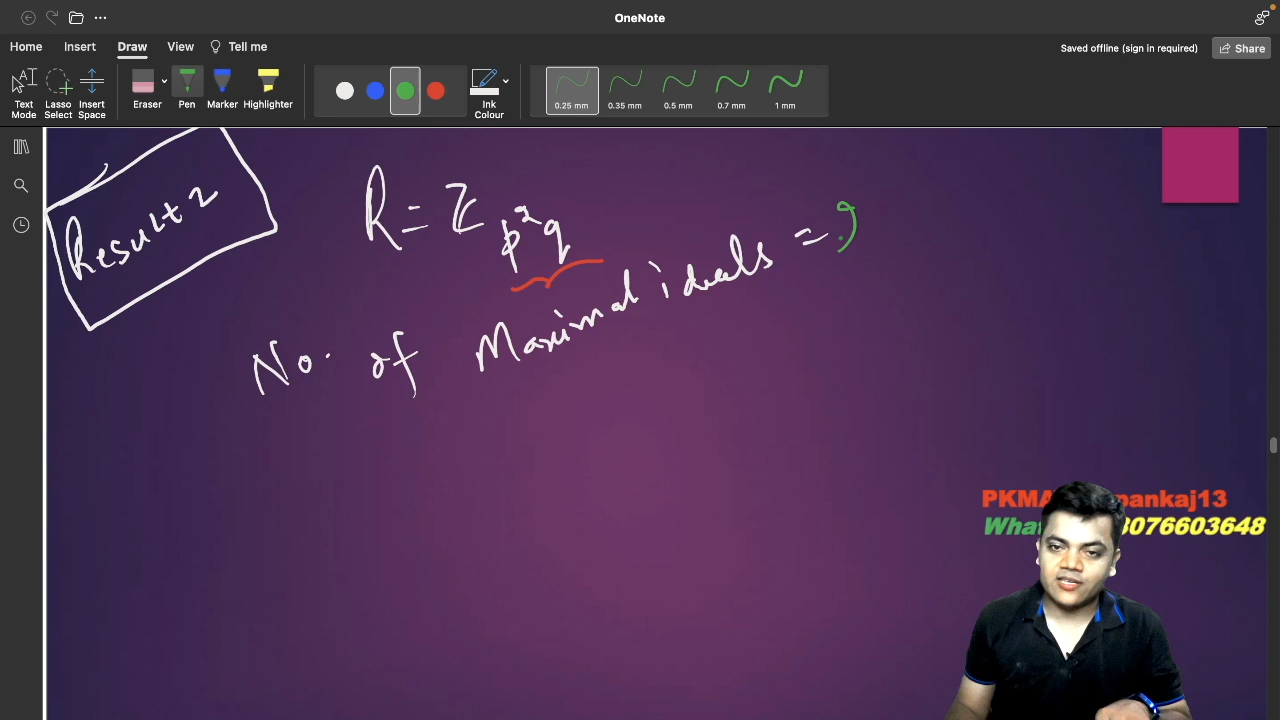 OneNote
Home Insert Draw View Tell me
Saved offline (sign in required) Share
Text Mode
Lasso Select
Insert Space
Eraser
Pen
Marker
Highlighter
Ink Colour
0.25 mm 0.35 mm 0.5 mm 0.7 mm 1 mm
Result 2
R = Z p²q
No. of Maximal ideals = ?
pankaj13
8076603648